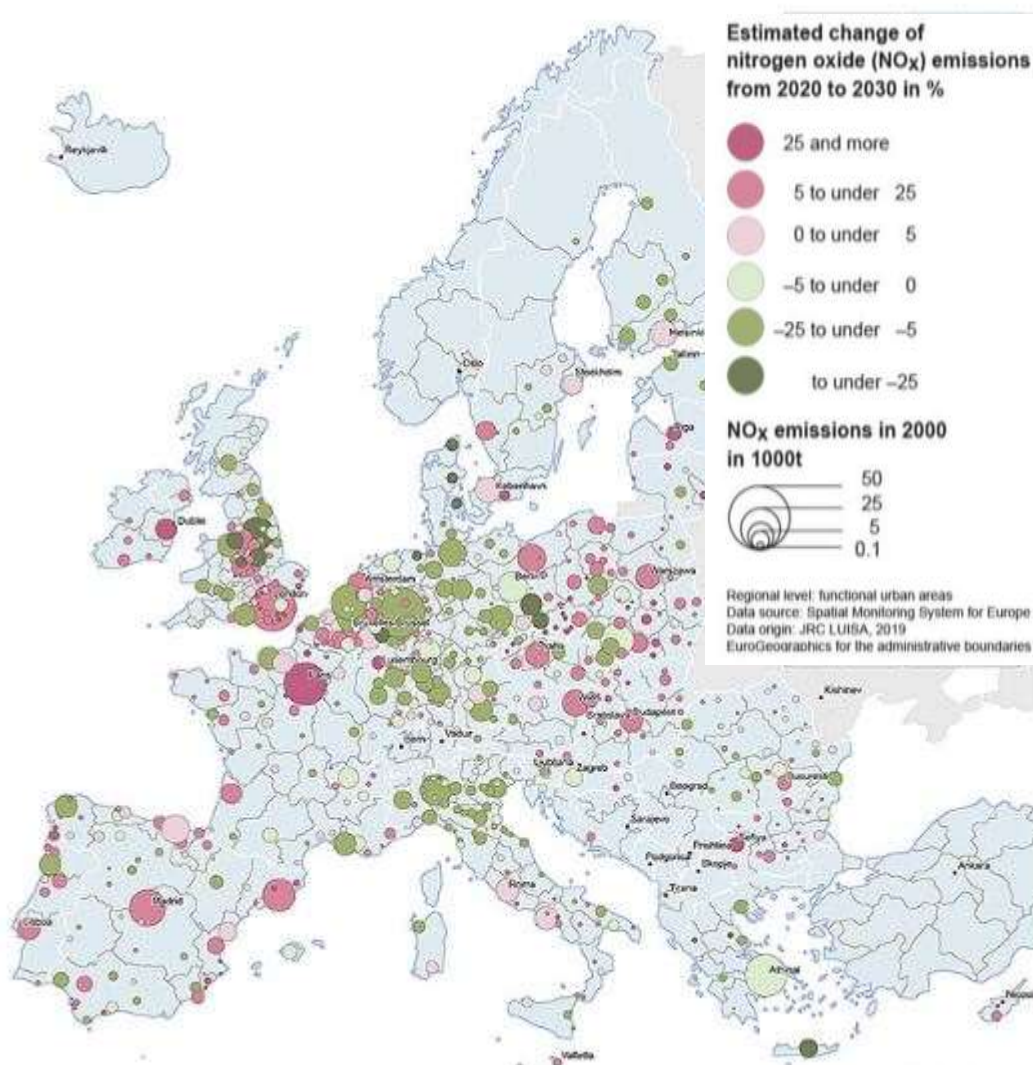 Estimated change of
nitrogen oxide (NOx) emissions
from 2020 to 2030 in %
25 and more
5 to under 25
0 to under 5
–5 to under 0
–25 to under –5
to under –25
NOx emissions in 2000
in 1000t
50
25
5
0.1
Regional level: functional urban areas
Data source: Spatial Monitoring System for Europe
Data origin: JRC LUISA, 2019
EuroGeographics for the administrative boundaries
Reykjavik
Oslo
Stockholm
Tallinn
Riga
København
Dublin
Amsterdam
Berlin
Warszawa
Praha
Luxembourg
Bratislava
Budapest
Kishinev
Bern
Vaduz
Ljubljana
Zagreb
Beograd
Sarajevo
Prishtina
Sofiya
Podgorica
Skopje
Tirana
Ankara
Roma
Madrid
Lisboa
Athinai
Valletta